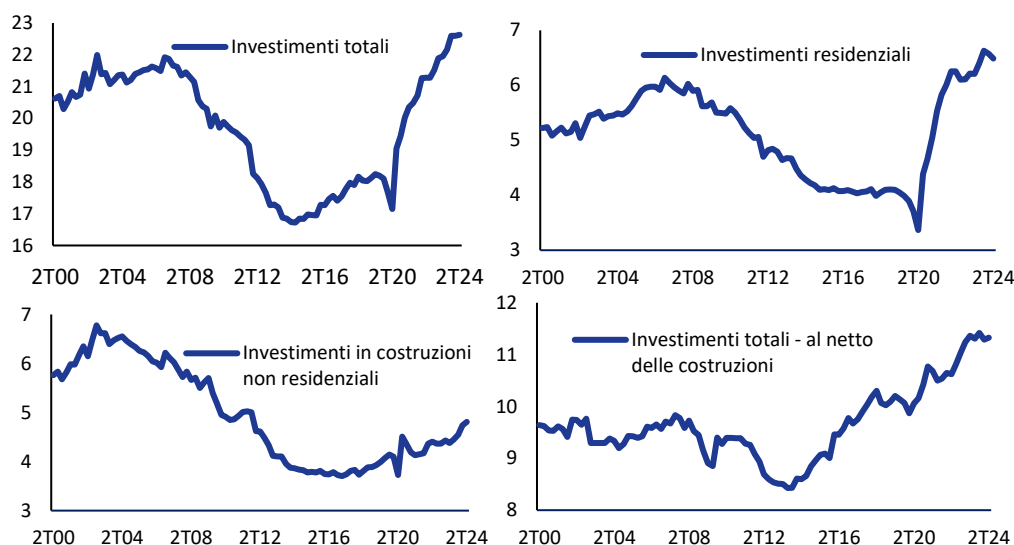 23
22
21
20
19
18
17
16
Investimenti totali
2T00 2T04 2T08 2T12 2T16 2T20 2T24
7
6
5
4
3
Investimenti residenziali
2T00 2T04 2T08 2T12 2T16 2T20 2T24
7
6
5
4
3
Investimenti in costruzioni
non residenziali
2T00 2T04 2T08 2T12 2T16 2T20 2T24
12
11
10
9
8
Investimenti totali - al netto
delle costruzioni
2T00 2T04 2T08 2T12 2T16 2T20 2T24